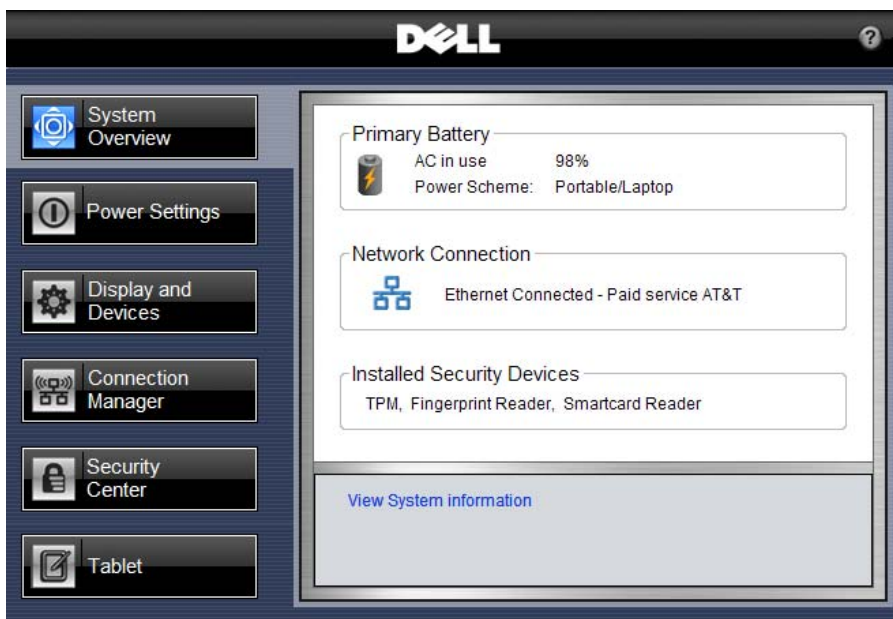 DELL
?
System
Overview
Power Settings
Display and
Devices
Connection
Manager
Security
Center
Tablet
Primary Battery
AC in use 98%
Power Scheme: Portable/Laptop
Network Connection
Ethernet Connected - Paid service AT&T
Installed Security Devices
TPM, Fingerprint Reader, Smartcard Reader
View System information